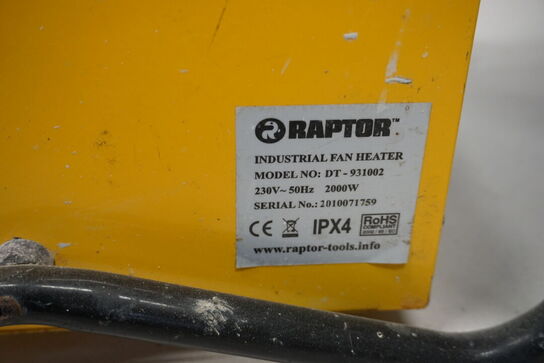 RAPTOR™
INDUSTRIAL FAN HEATER
MODEL NO: DT - 931002
230V~ 50Hz 2000W
SERIAL No.: 2010071759
CE IPX4 RoHS
COMPLIANT
www.raptor-tools.info